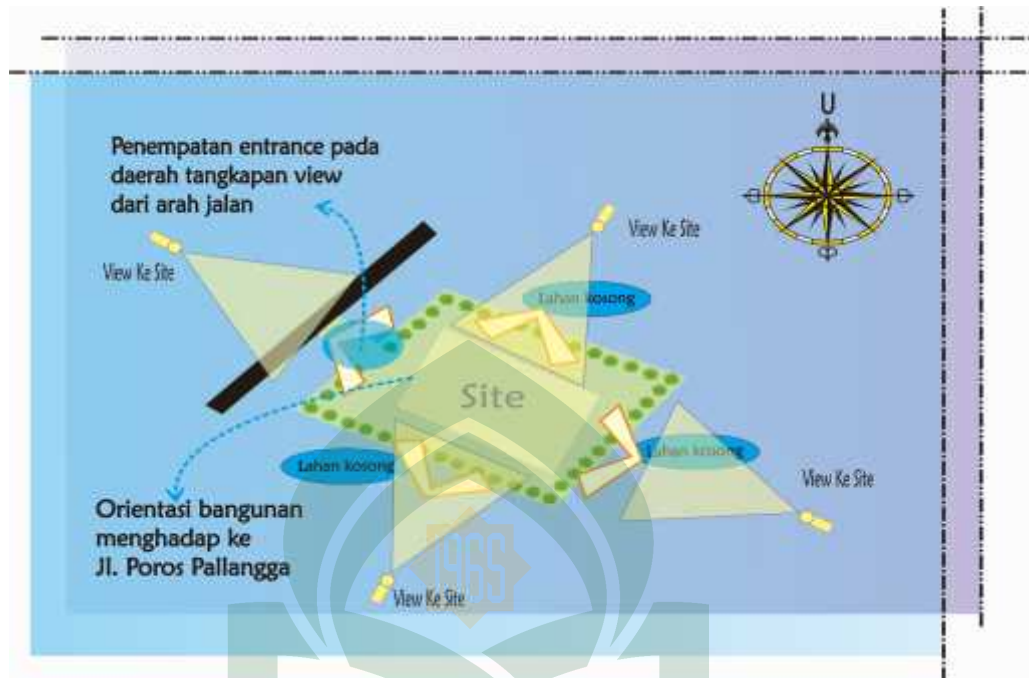 U
Penempatan entrance pada
daerah tangkapan view
dari arah jalan
View Ke Site
View Ke Site
Lahan kosong
Site
Lahan kosong
Lahan kosong
View Ke Site
Orientasi bangunan
menghadap ke
Jl. Poros Pallangga
View Ke Site
1965